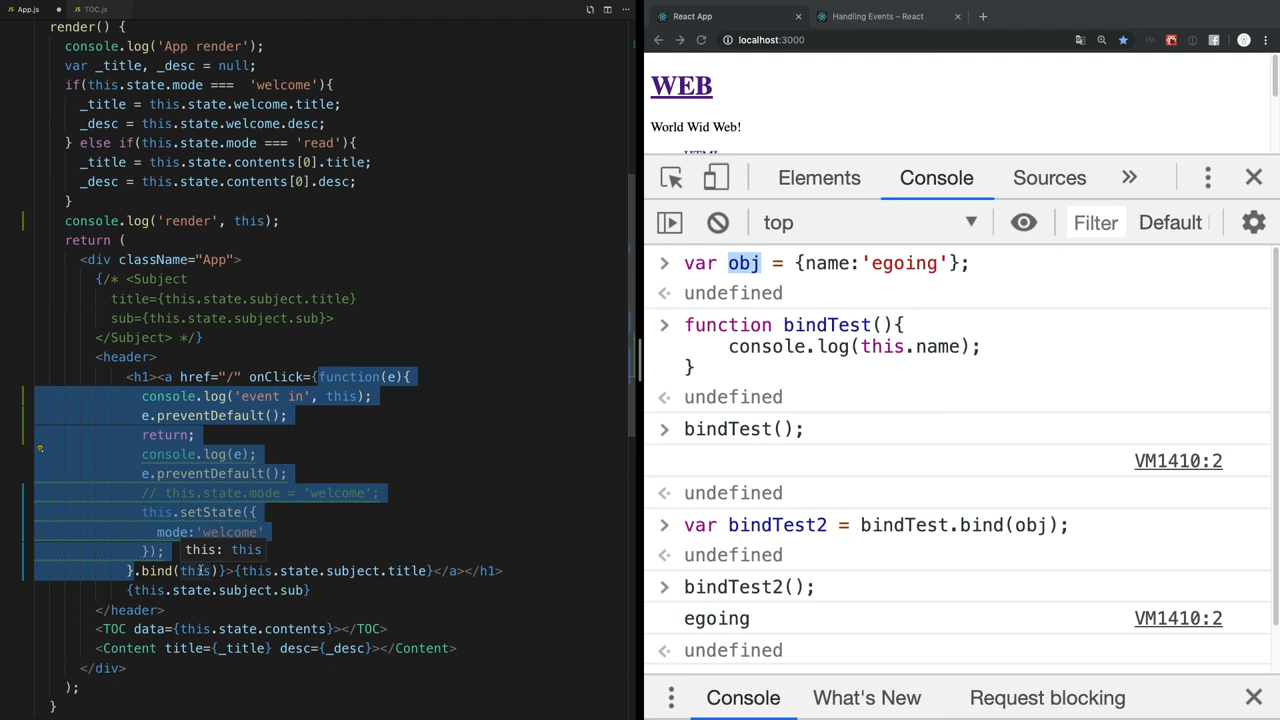 App.js
TOC.js
render() {
console.log('App render');
var _title, _desc = null;
if(this.state.mode === 'welcome'){
_title = this.state.welcome.title;
_desc = this.state.welcome.desc;
} else if(this.state.mode === 'read'){
_title = this.state.contents[0].title;
_desc = this.state.contents[0].desc;
}
console.log('render', this);
return (
<div className="App">
{/* <Subject
title={this.state.subject.title}
sub={this.state.subject.sub}>
</Subject> */}
<header>
<h1><a href="/" onClick={function(e){
console.log('event in', this);
e.preventDefault();
return;
console.log(e);
e.preventDefault();
// this.state.mode = 'welcome';
this.setState({
mode:'welcome'
});
this: this
}.bind(this)}>{this.state.subject.title}</a></h1>
{this.state.subject.sub}
</header>
<TOC data={this.state.contents}></TOC>
<Content title={_title} desc={_desc}></Content>
</div>
);
}
React App
Handling Events – React
localhost:3000
WEB
World Wid Web!
Elements
Console
Sources
top
Filter
Default
var obj = {name:'egoing'};
undefined
function bindTest(){
console.log(this.name);
}
undefined
bindTest();
VM1410:2
undefined
var bindTest2 = bindTest.bind(obj);
undefined
bindTest2();
egoing VM1410:2
undefined
Console
What's New
Request blocking